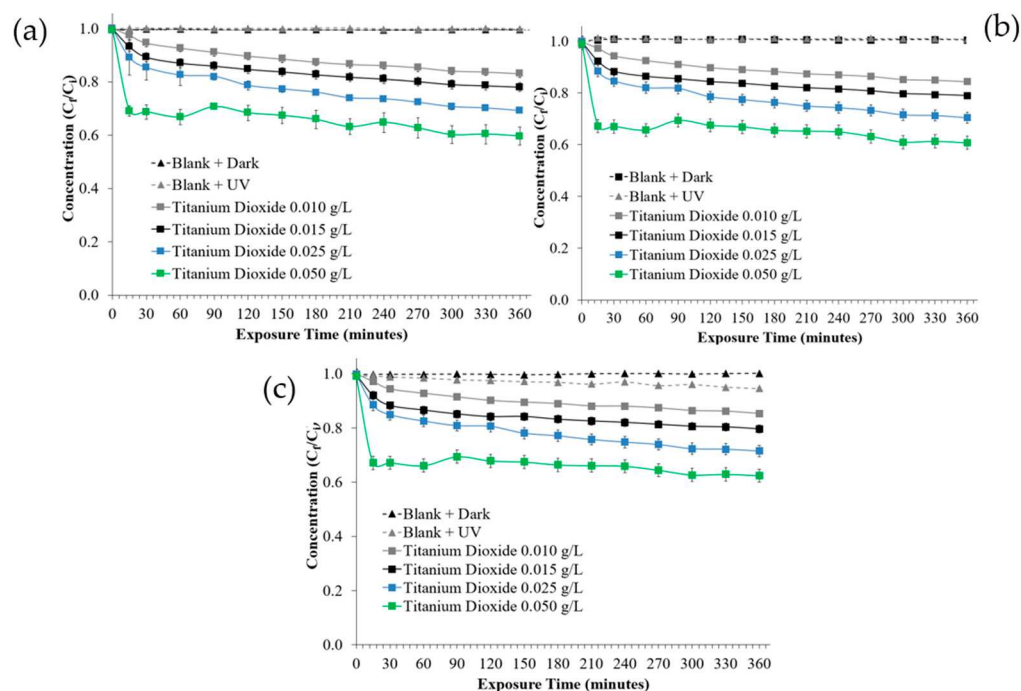 (a)
Concentration (Cf/Ci)
1.0
0.8
0.6
0.4
0.2
0.0
Blank + Dark
Blank + UV
Titanium Dioxide 0.010 g/L
Titanium Dioxide 0.015 g/L
Titanium Dioxide 0.025 g/L
Titanium Dioxide 0.050 g/L
0 30 60 90 120 150 180 210 240 270 300 330 360
Exposure Time (minutes)
(b)
Concentration (Cf/Ci)
1.0
0.8
0.6
0.4
0.2
0.0
Blank + Dark
Blank + UV
Titanium Dioxide 0.010 g/L
Titanium Dioxide 0.015 g/L
Titanium Dioxide 0.025 g/L
Titanium Dioxide 0.050 g/L
0 30 60 90 120 150 180 210 240 270 300 330 360
Exposure Time (minutes)
(c)
Concentration (Cf/Ci)
1.0
0.8
0.6
0.4
0.2
0.0
Blank + Dark
Blank + UV
Titanium Dioxide 0.010 g/L
Titanium Dioxide 0.015 g/L
Titanium Dioxide 0.025 g/L
Titanium Dioxide 0.050 g/L
0 30 60 90 120 150 180 210 240 270 300 330 360
Exposure Time (minutes)